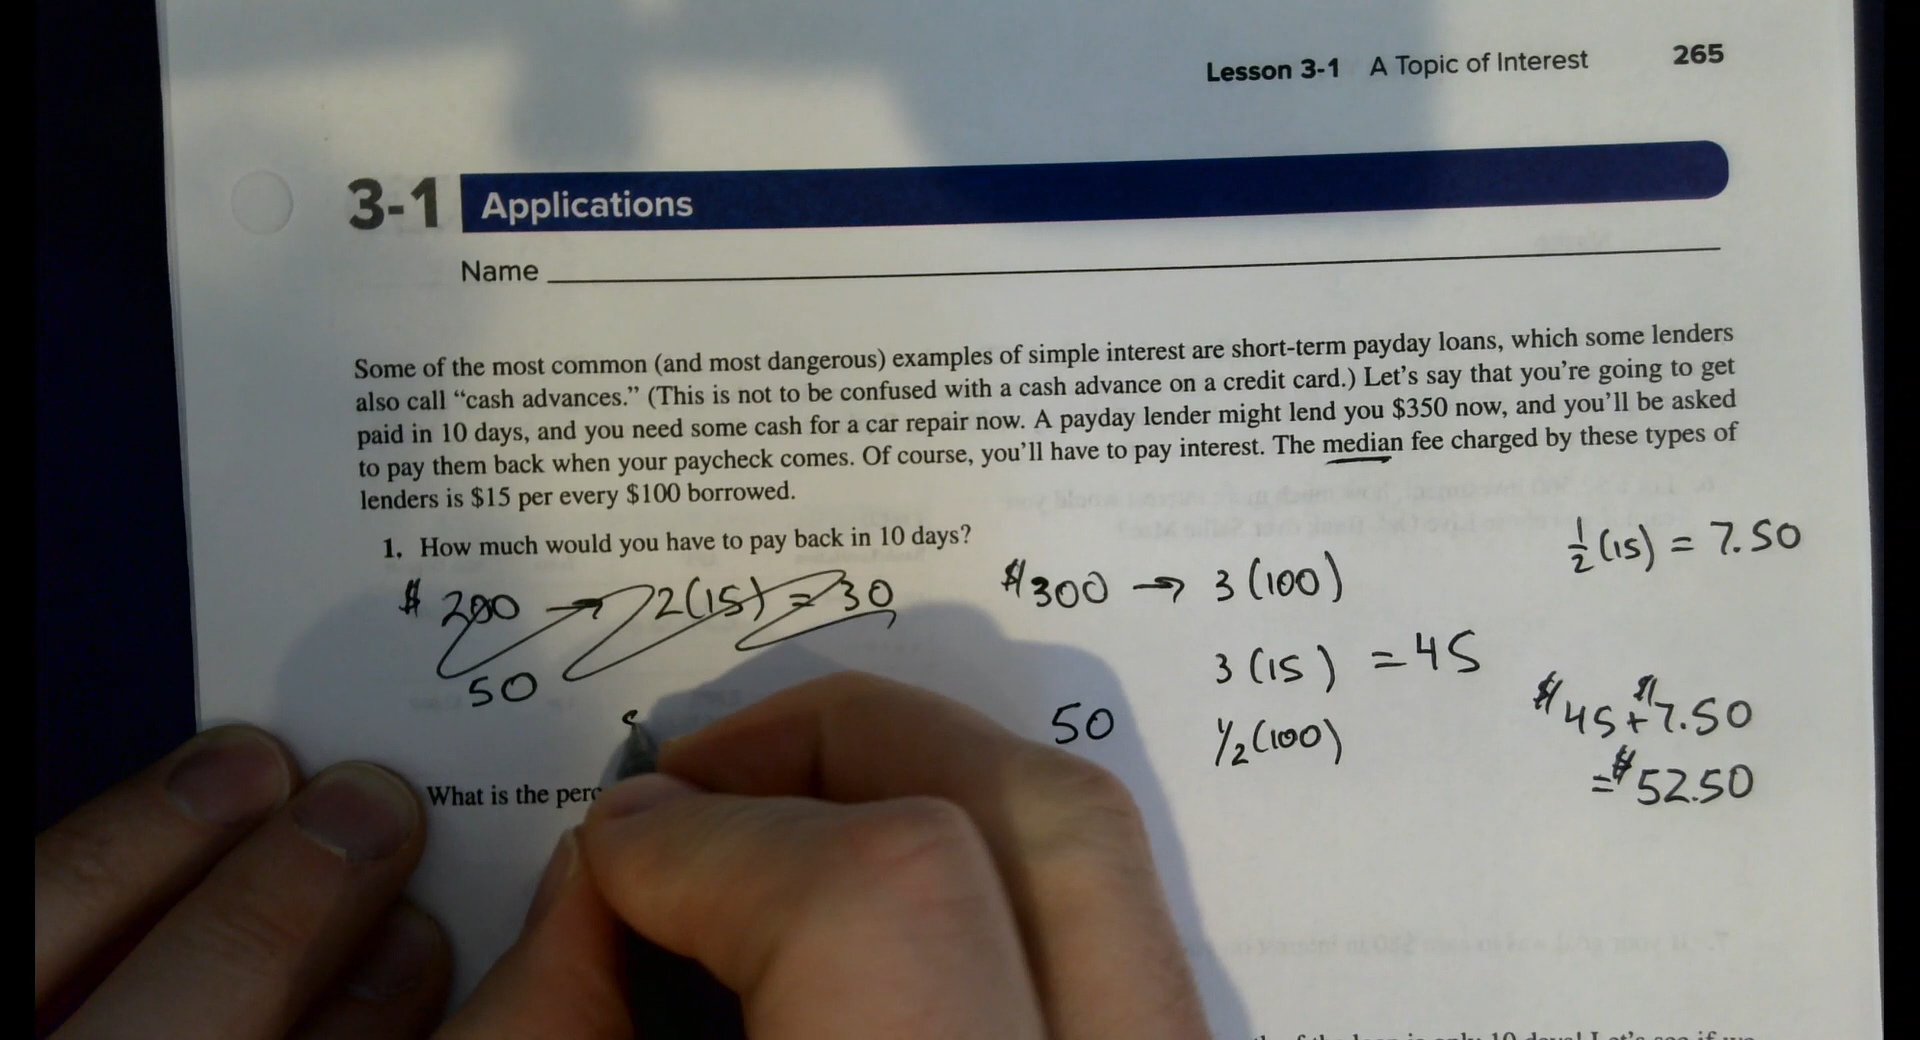 Lesson 3-1 A Topic of Interest 265
3-1 Applications
Name
Some of the most common (and most dangerous) examples of simple interest are short-term payday loans, which some lenders
also call “cash advances.” (This is not to be confused with a cash advance on a credit card.) Let’s say that you’re going to get
paid in 10 days, and you need some cash for a car repair now. A payday lender might lend you $350 now, and you’ll be asked
to pay them back when your paycheck comes. Of course, you’ll have to pay interest. The median fee charged by these types of
lenders is $15 per every $100 borrowed.
1. How much would you have to pay back in 10 days?
1/2 (15) = 7.50
$ 200 → 2(15) = 30
$300 → 3 (100)
3 (15) = 45
50
50
1/2 (100)
$45 + $7.50
= $52.50
What is the